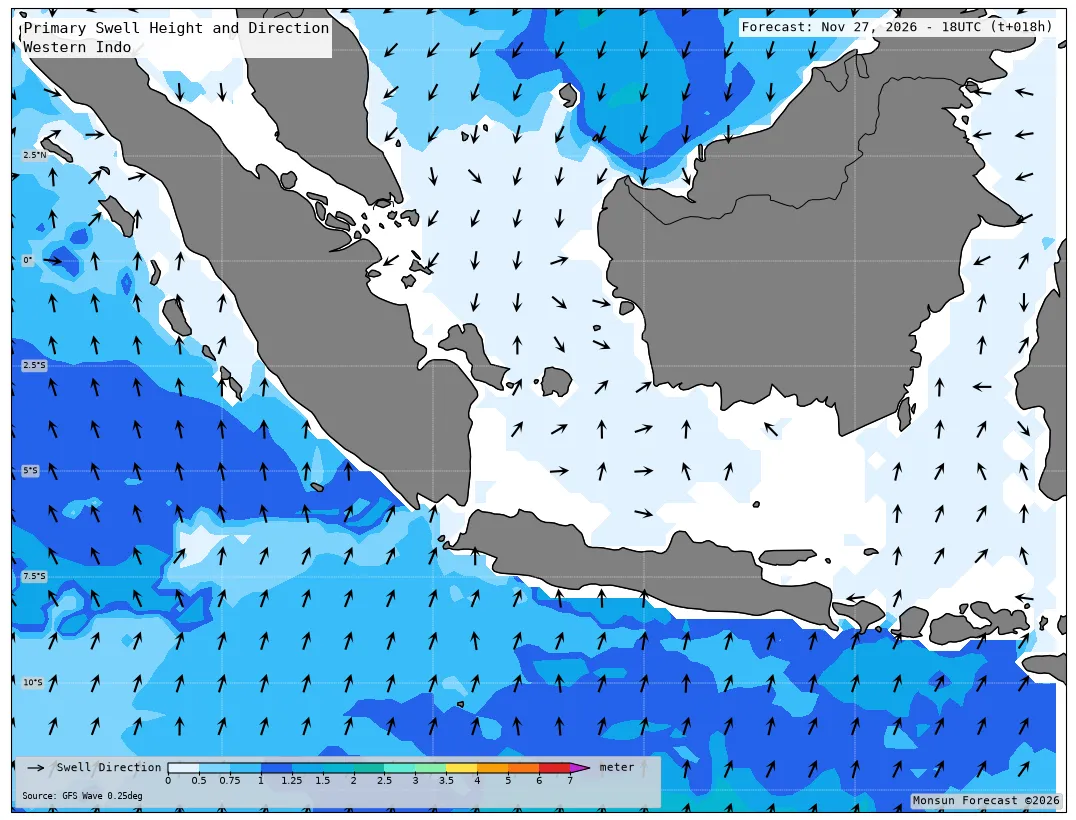 Primary Swell Height and Direction
Western Indo
Forecast: Nov 27, 2026 - 18UTC (t+018h)
2.5°N
0°
2.5°S
5°S
7.5°S
10°S
Swell Direction
0 0.5 0.75 1 1.25 1.5 2 2.5 3 3.5 4 5 6 7
meter
Source: GFS Wave 0.25deg
Monsun Forecast ©2026